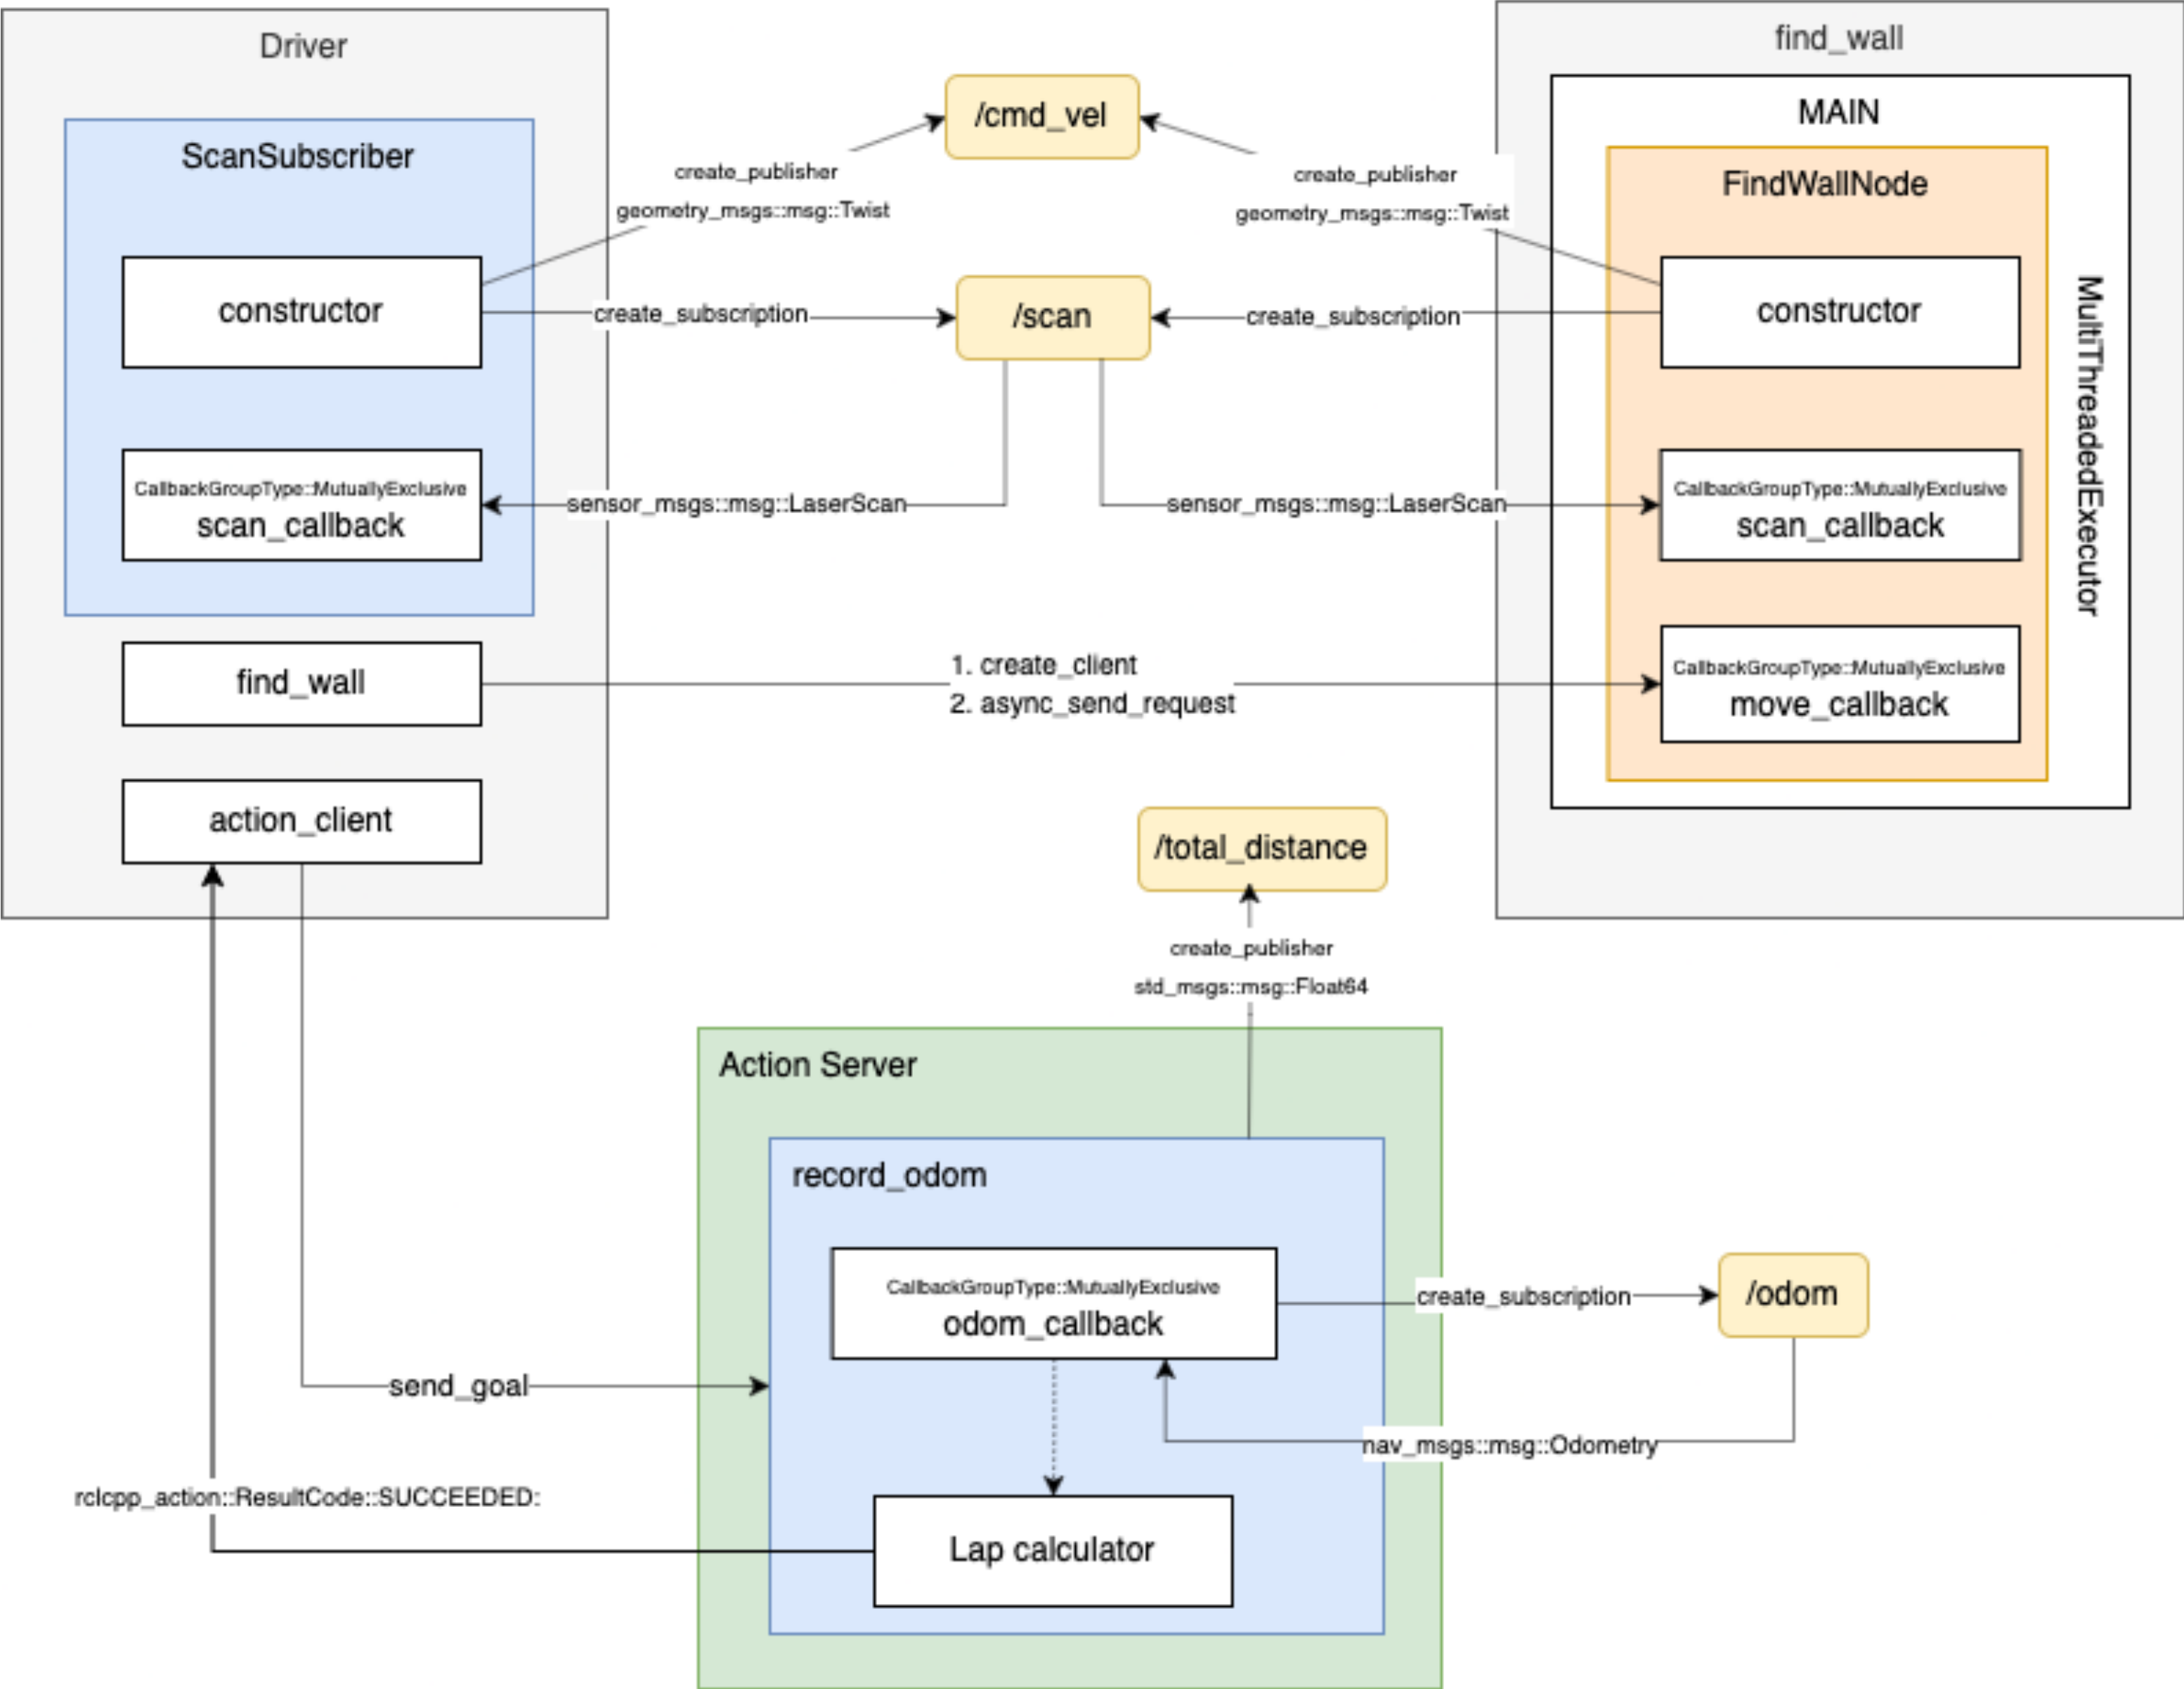 Driver
ScanSubscriber
constructor
CallbackGroupType::MutuallyExclusive
scan_callback
find_wall
action_client
/cmd_vel
create_publisher
geometry_msgs::msg::Twist
create_publisher
geometry_msgs::msg::Twist
create_subscription
/scan
create_subscription
sensor_msgs::msg::LaserScan
sensor_msgs::msg::LaserScan
1. create_client
2. async_send_request
find_wall
MAIN
FindWallNode
constructor
CallbackGroupType::MutuallyExclusive
scan_callback
CallbackGroupType::MutuallyExclusive
move_callback
MultiThreadedExecutor
/total_distance
create_publisher
std_msgs::msg::Float64
Action Server
record_odom
CallbackGroupType::MutuallyExclusive
odom_callback
create_subscription
/odom
send_goal
nav_msgs::msg::Odometry
rclcpp_action::ResultCode::SUCCEEDED:
Lap calculator